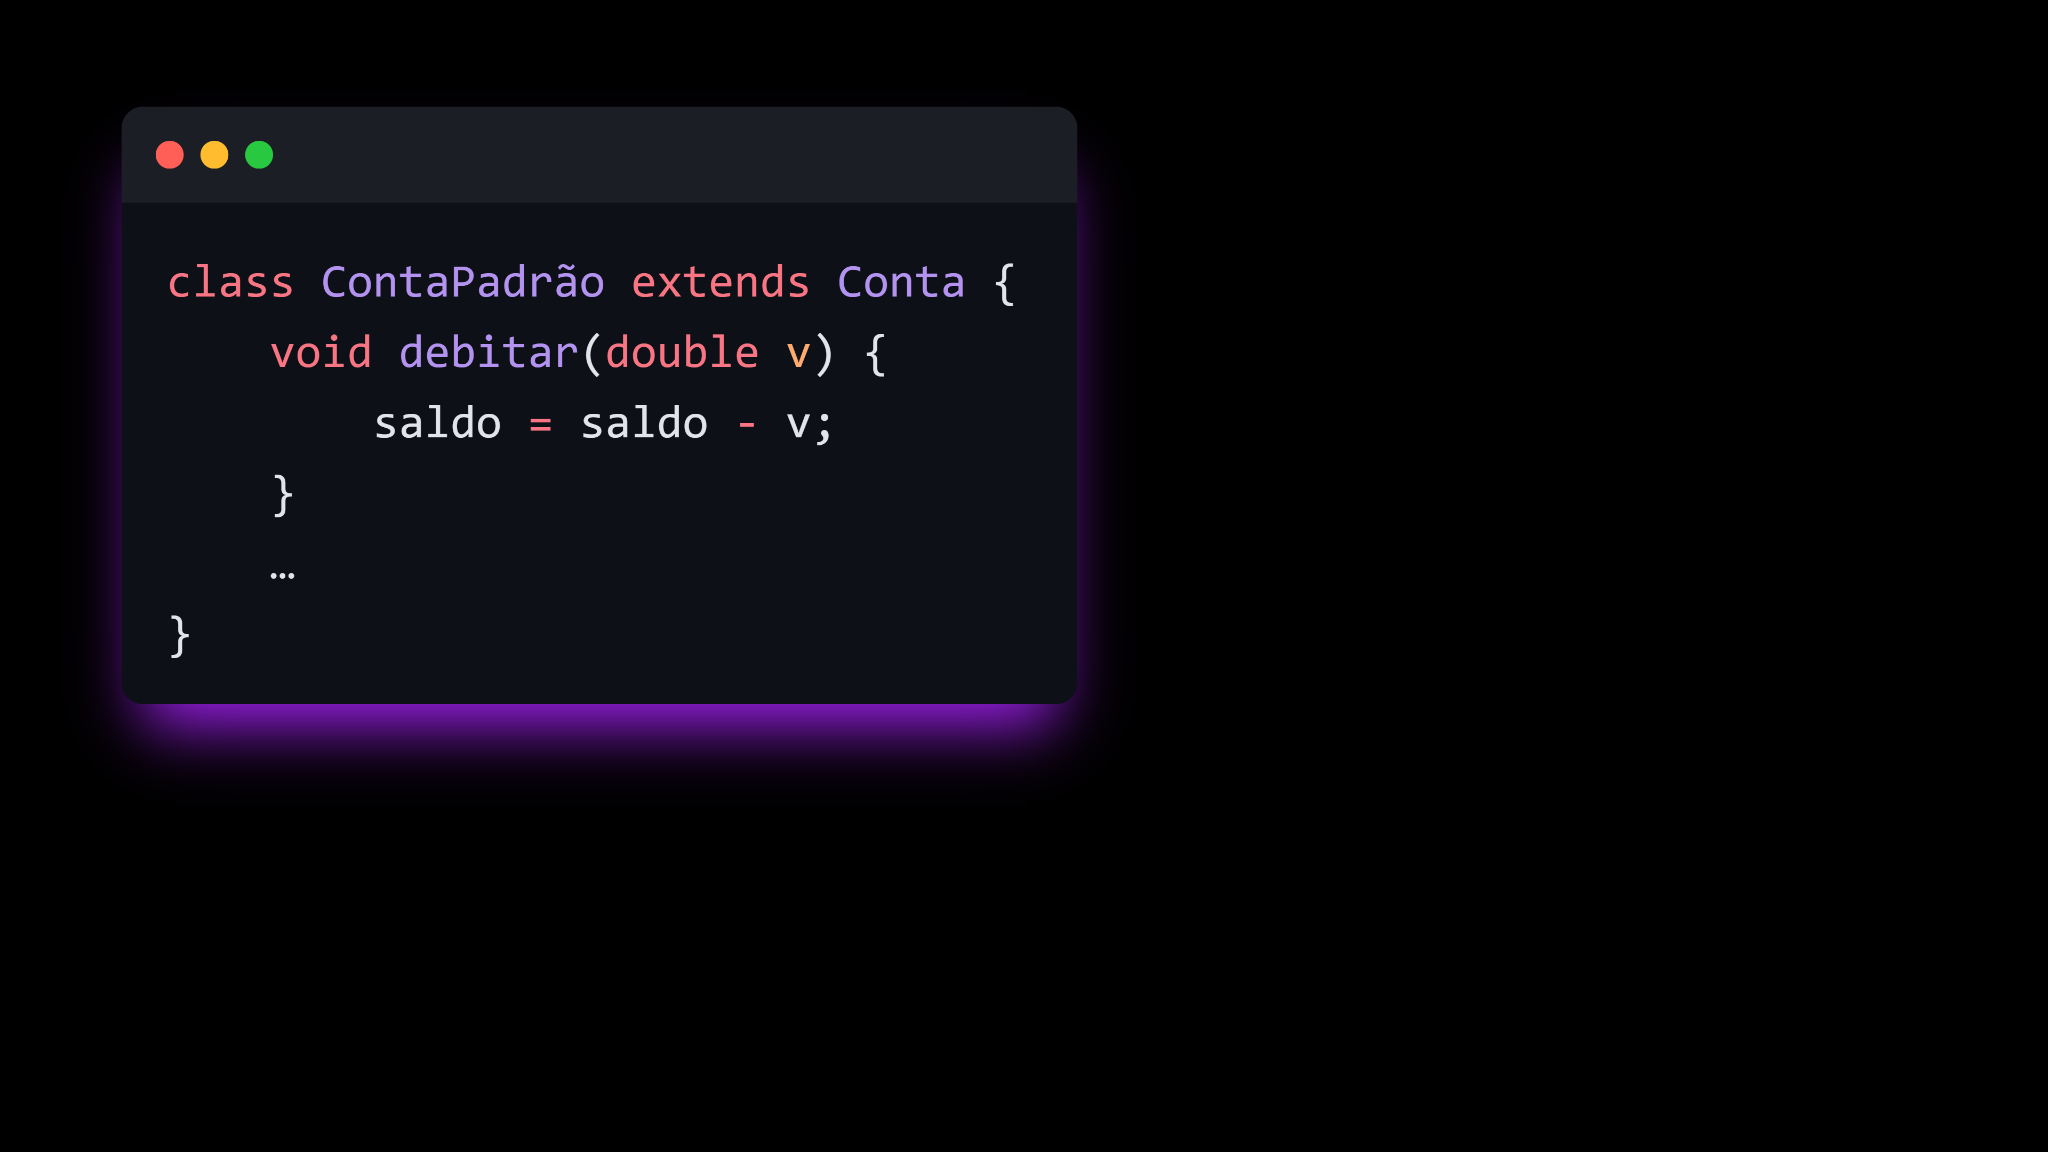 class ContaPadrão extends Conta {
    void debitar(double v) {
        saldo = saldo - v;
    }
    …
}